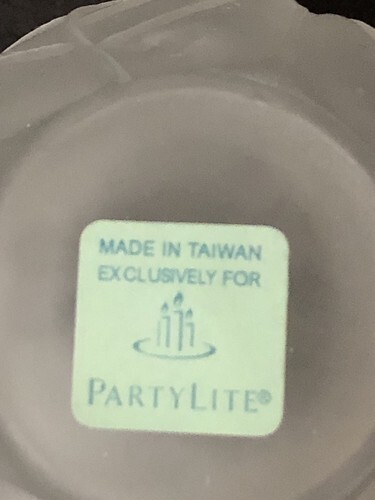 MADE IN TAIWAN
EXCLUSIVELY FOR
PARTYLITE®